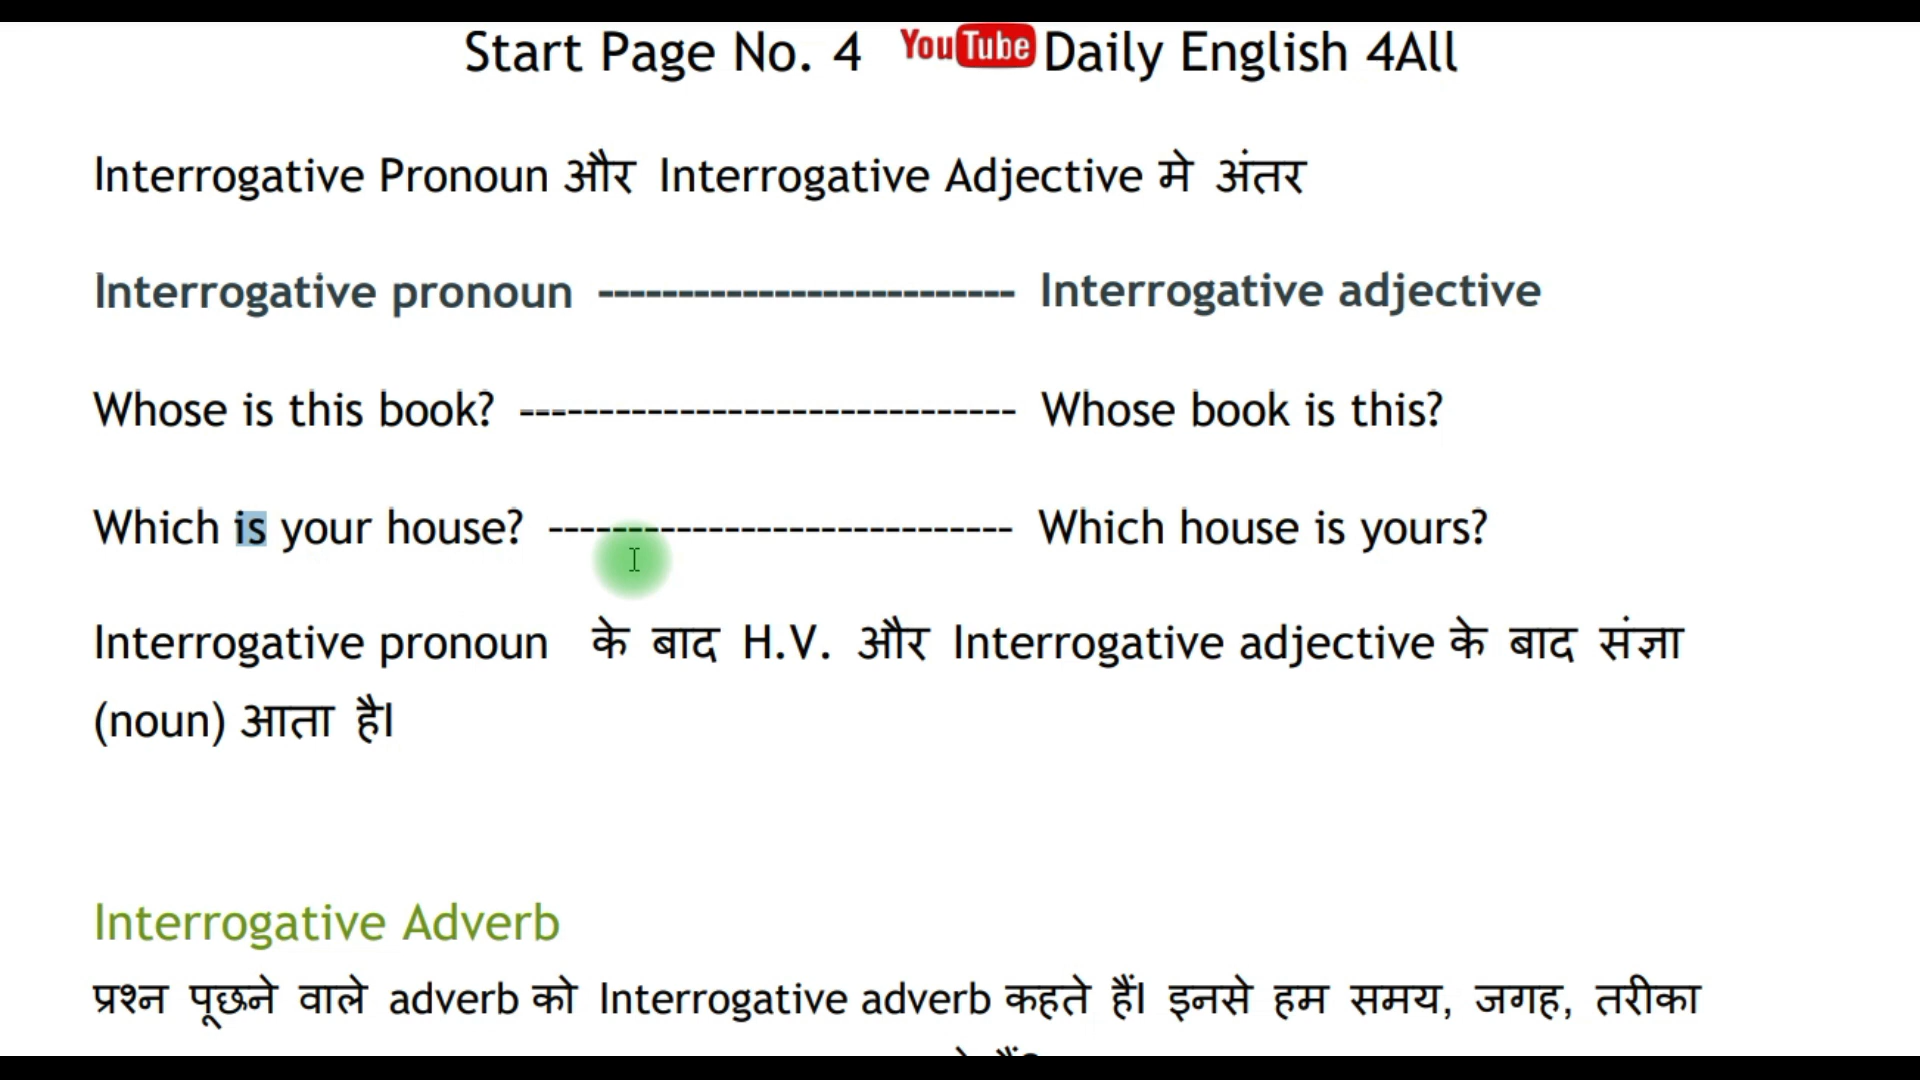 Start Page No. 4 YouTube Daily English 4All
Interrogative Pronoun और Interrogative Adjective मे अंतर
Interrogative pronoun -------------------------- Interrogative adjective
Whose is this book? ------------------------------- Whose book is this?
Which is your house? ----------------------------- Which house is yours?
Interrogative pronoun के बाद H.V. और Interrogative adjective के बाद संज्ञा
(noun) आता है।
Interrogative Adverb
प्रश्न पूछने वाले adverb को Interrogative adverb कहते हैं। इनसे हम समय, जगह, तरीका